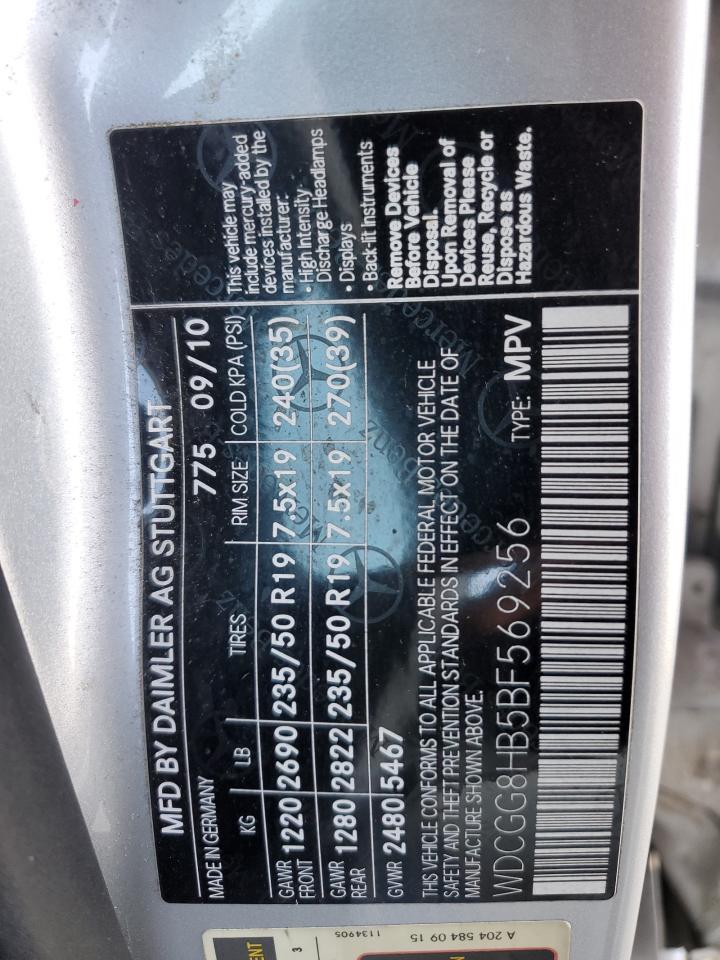 MFD BY DAIMLER AG STUTTGART
MADE IN GERMANY 775 09/10
KG LB TIRES RIM SIZE COLD KPA (PSI)
GAWR FRONT 1220 2690 235/50 R19 7.5x19 240(35)
GAWR REAR 1280 2822 235/50 R19 7.5x19 270(39)
GVWR 2480 5467
THIS VEHICLE CONFORMS TO ALL APPLICABLE FEDERAL MOTOR VEHICLE
SAFETY AND THEFT PREVENTION STANDARDS IN EFFECT ON THE DATE OF
MANUFACTURE SHOWN ABOVE.
WDCGG8HB5BF569256 TYPE: MPV
This vehicle may
include mercury-added
devices installed by the
manufacturer:
• High Intensity
Discharge Headlamps
• Displays
• Back-lit Instruments
Remove Devices
Before Vehicle
Disposal.
Upon Removal of
Devices Please
Reuse, Recycle or
Dispose as
Hazardous Waste.
A 204 584 09 15
1134905
3